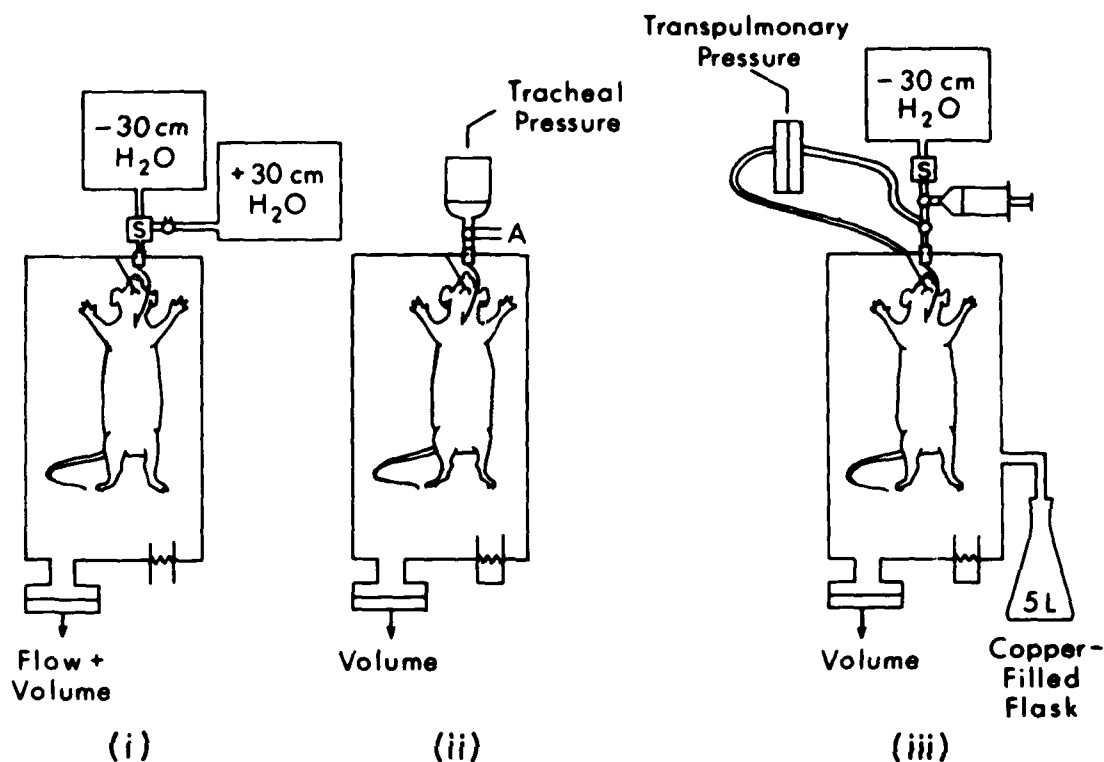 − 30 cm
H₂O
+ 30 cm
H₂O
S
Flow +
Volume
(i)
Tracheal
Pressure
A
Volume
(ii)
Transpulmonary
Pressure
− 30 cm
H₂O
S
5 L
Volume
Copper-
Filled
Flask
(iii)